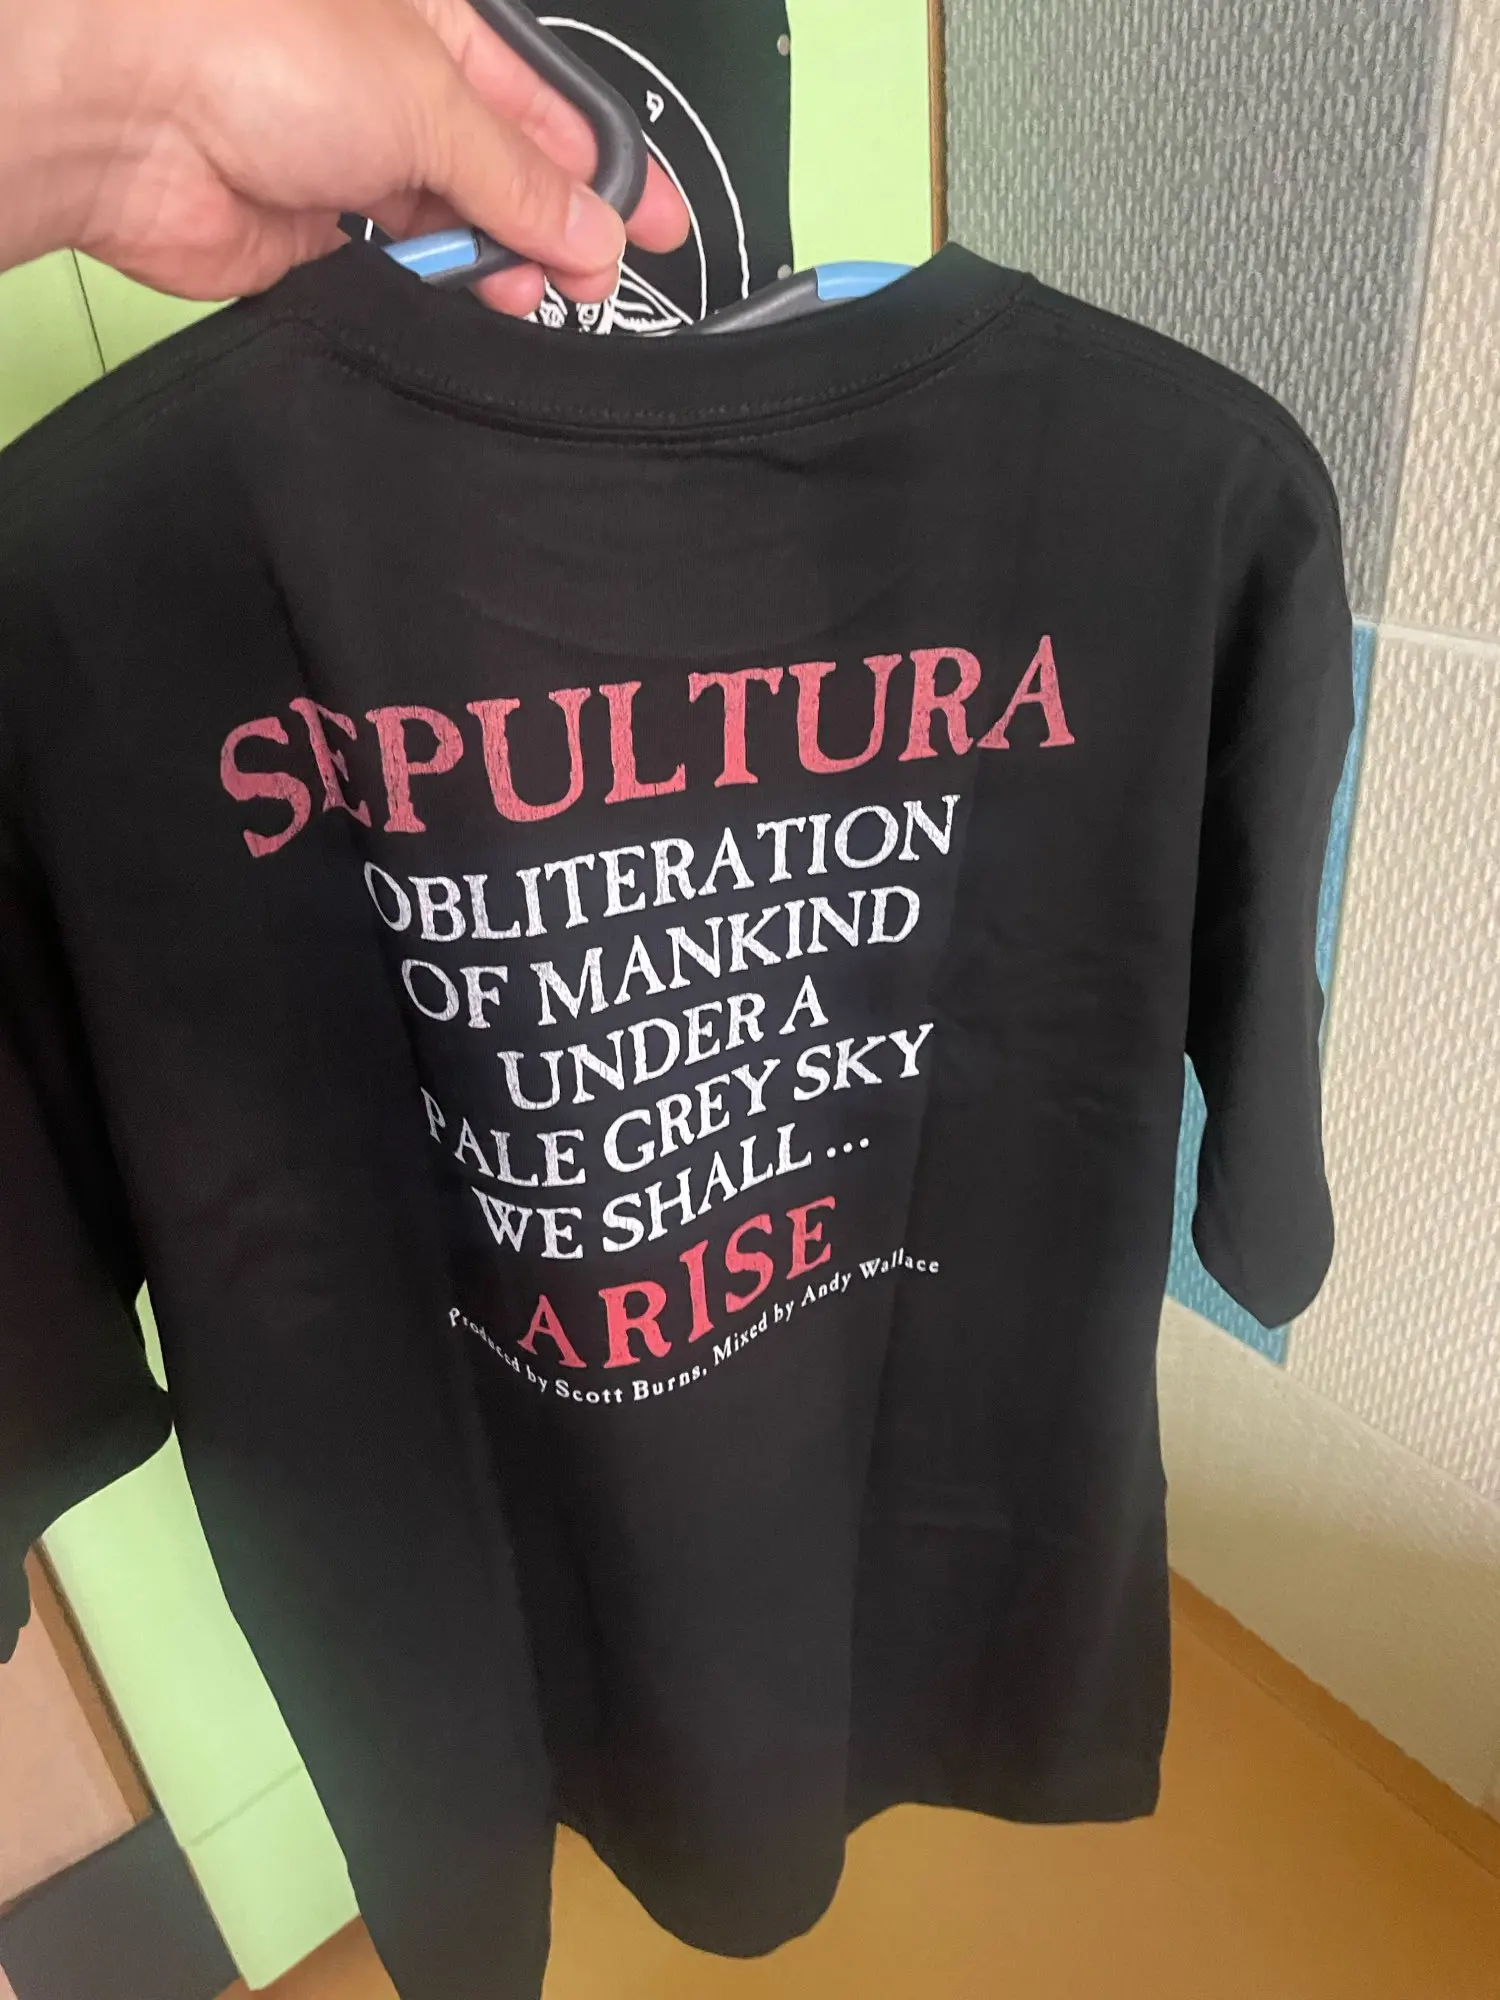 SEPULTURA
OBLITERATION
OF MANKIND
UNDER A
PALE GREY SKY
WE SHALL...
ARISE
Produced by Scott Burns, Mixed by Andy Wallace